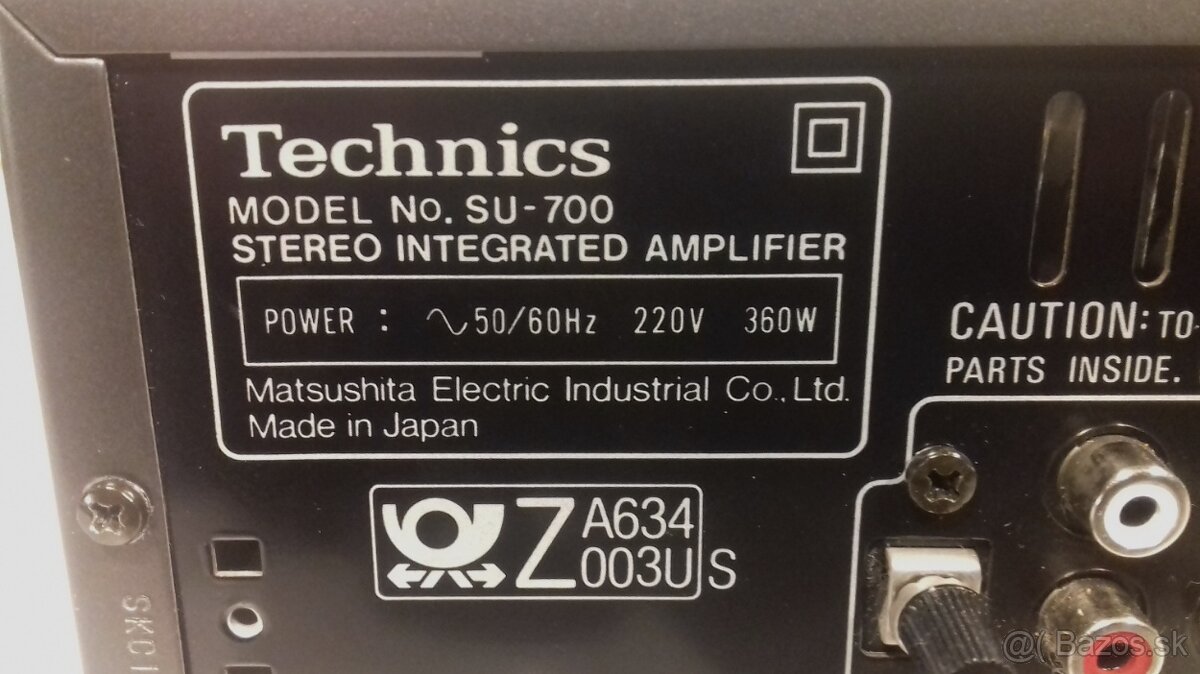 Technics
MODEL No. SU-700
STEREO INTEGRATED AMPLIFIER
POWER : ∿50/60Hz 220V 360W
Matsushita Electric Industrial Co., Ltd.
Made in Japan
CAUTION: TO
PARTS INSIDE.
Z A634
003U S
@( Bazos.sk